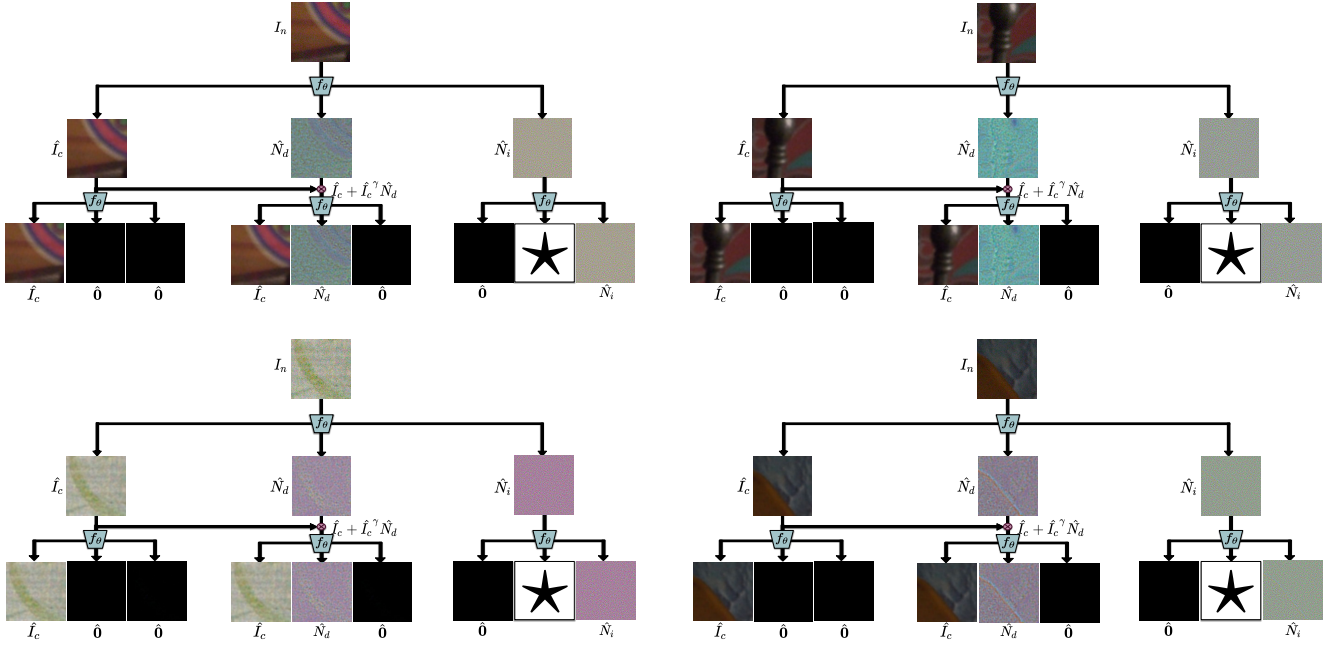 I_n
f_θ
Î_c
N̂_d
N̂_i
Î_c + Î_c^γ N̂_d
f_θ f_θ f_θ
Î_c 0̂ 0̂ Î_c N̂_d 0̂ 0̂ N̂_i
I_n
f_θ
Î_c
N̂_d
N̂_i
Î_c + Î_c^γ N̂_d
f_θ f_θ f_θ
Î_c 0̂ 0̂ Î_c N̂_d 0̂ 0̂ N̂_i
I_n
f_θ
Î_c
N̂_d
N̂_i
Î_c + Î_c^γ N̂_d
f_θ f_θ f_θ
Î_c 0̂ 0̂ Î_c N̂_d 0̂ 0̂ N̂_i
I_n
f_θ
Î_c
N̂_d
N̂_i
Î_c + Î_c^γ N̂_d
f_θ f_θ f_θ
Î_c 0̂ 0̂ Î_c N̂_d 0̂ 0̂ N̂_i